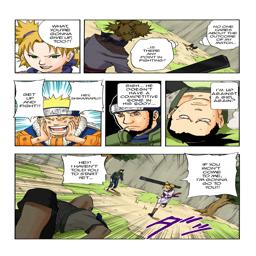 WHAT,
YOU'RE
GONNA
GIVE UP
TOO?!
...IS
THERE
ANY
POINT IN
FIGHTING?
NO ONE
CARES
ABOUT THE
OUTCOME
OF MY
MATCH...
GET
UP
AND
FIGHT!!
HEY,
SHIKAMARU!!
SIGH... HE
DOESN'T
HAVE A
COMPETITIVE
BONE IN
HIS BODY...
I'M UP
AGAINST
A GIRL
AGAIN?
HEY!
I HAVEN'T
TOLD YOU
TO START
YET...
IF YOU
WON'T
COME TO
ME, I'M
GONNA GO
TO YOU!!